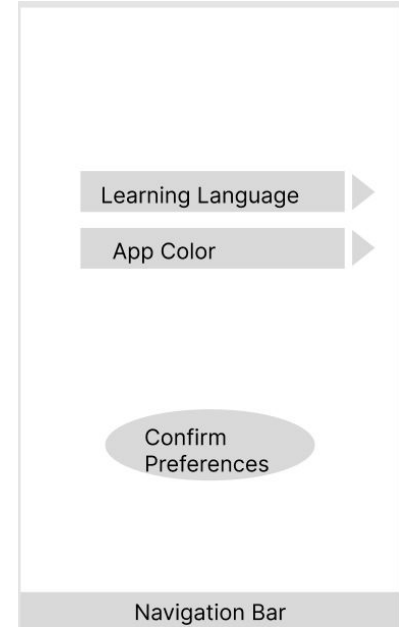 Learning Language
App Color
Confirm
Preferences
Navigation Bar